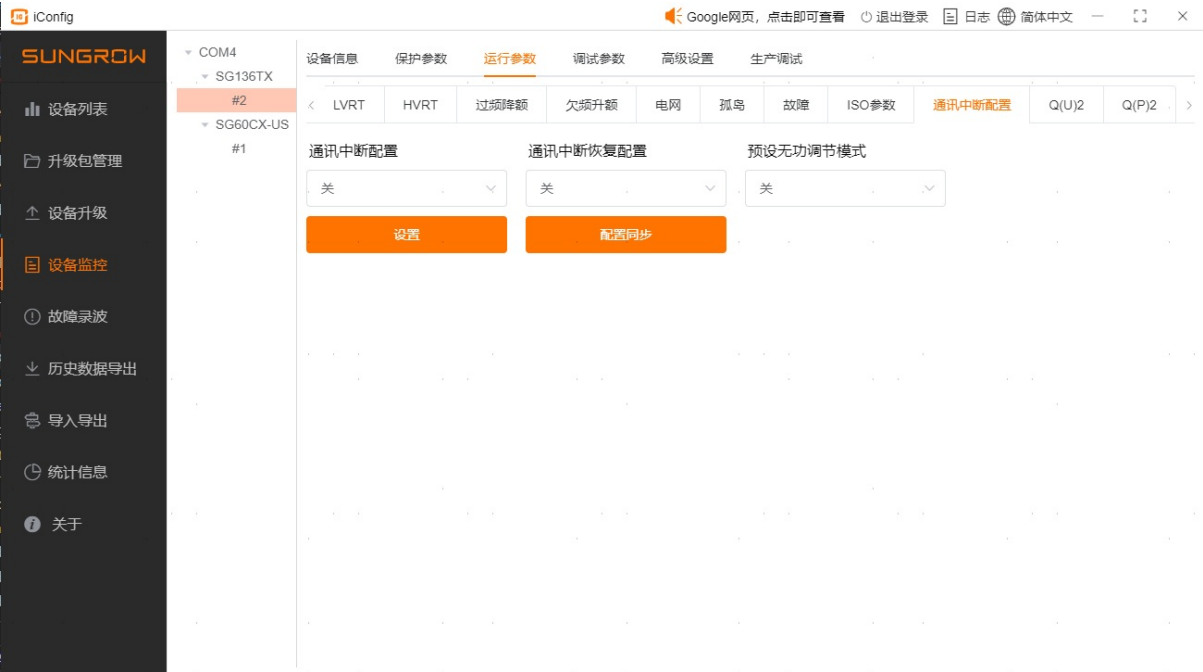 iConfig
Google网页，点击即可查看 退出登录 日志 简体中文
SUNGROW
设备列表
升级包管理
设备升级
设备监控
故障录波
历史数据导出
导入导出
统计信息
关于
COM4
SG136TX
#2
SG60CX-US
#1
设备信息 保护参数 运行参数 调试参数 高级设置 生产调试
LVRT HVRT 过频降额 欠频升额 电网 孤岛 故障 ISO参数 通讯中断配置 Q(U)2 Q(P)2
通讯中断配置 通讯中断恢复配置 预设无功调节模式
关 关 关
设置 配置同步